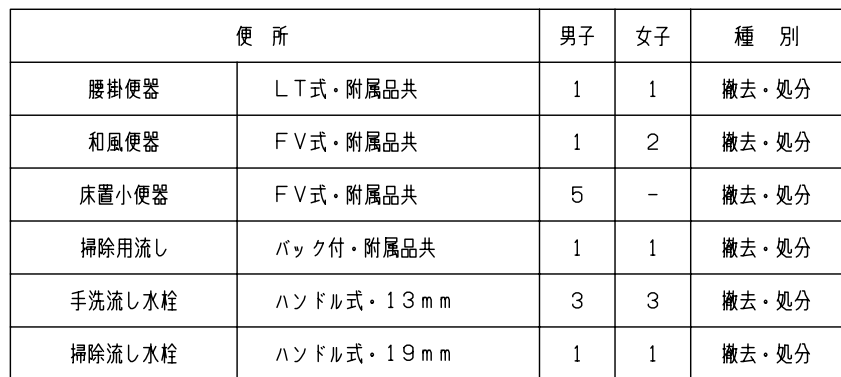 便 所 男子 女子 種 別
腰掛便器 ＬＴ式・附属品共 1 1 撤去・処分
和風便器 ＦＶ式・附属品共 1 2 撤去・処分
床置小便器 ＦＶ式・附属品共 5 - 撤去・処分
掃除用流し バック付・附属品共 1 1 撤去・処分
手洗流し水栓 ハンドル式・１３ｍｍ 3 3 撤去・処分
掃除流し水栓 ハンドル式・１９ｍｍ 1 1 撤去・処分